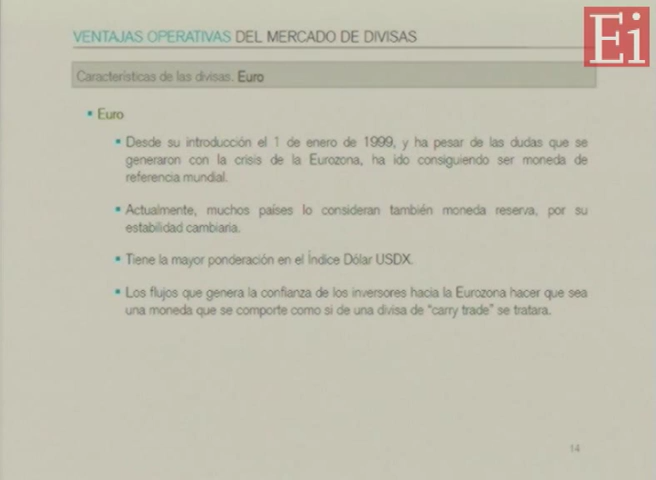 VENTAJAS OPERATIVAS DEL MERCADO DE DIVISAS
Ei
Características de las divisas. Euro
Euro
Desde su introducción el 1 de enero de 1999, y ha pesar de las dudas que se
generaron con la crisis de la Eurozona, ha ido consiguiendo ser moneda de
referencia mundial.
Actualmente, muchos países lo consideran también moneda reserva, por su
estabilidad cambiaria.
Tiene la mayor ponderación en el Índice Dólar USDX.
Los flujos que genera la confianza de los inversores hacia la Eurozona hacer que sea
una moneda que se comporte como si de una divisa de "carry trade" se tratara.
14